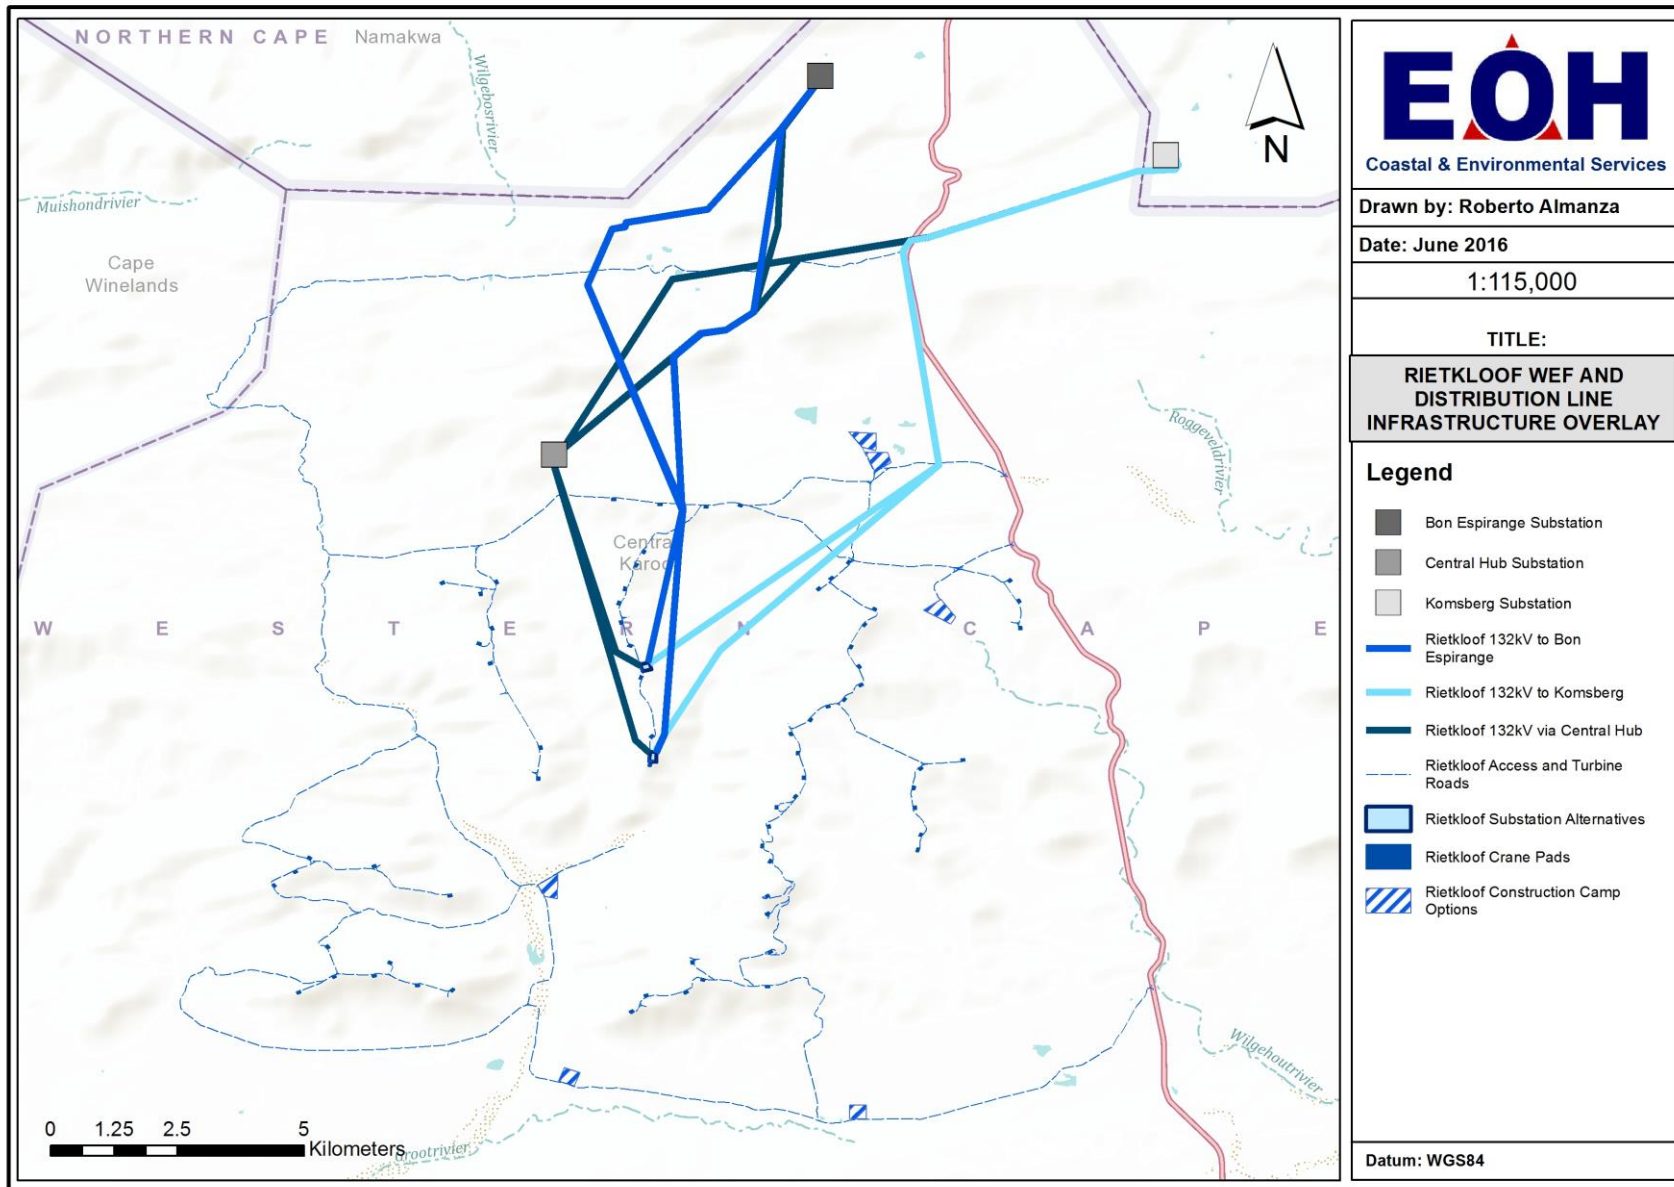 NORTHERN CAPE Namakwa
Wilgebosrivier
Muishondrivier
Cape
Winelands
N
Roggeveldrivier
Central
Karoo
WESTERN CAPE
Wilgehoutrivier
0 1.25 2.5 5
Kilometers
Grootrivier
EOH
Coastal & Environmental Services
Drawn by: Roberto Almanza
Date: June 2016
1:115,000
TITLE:
RIETKLOOF WEF AND
DISTRIBUTION LINE
INFRASTRUCTURE OVERLAY
Legend
Bon Espirange Substation
Central Hub Substation
Komsberg Substation
Rietkloof 132kV to Bon
Espirange
Rietkloof 132kV to Komsberg
Rietkloof 132kV via Central Hub
Rietkloof Access and Turbine
Roads
Rietkloof Substation Alternatives
Rietkloof Crane Pads
Rietkloof Construction Camp
Options
Datum: WGS84